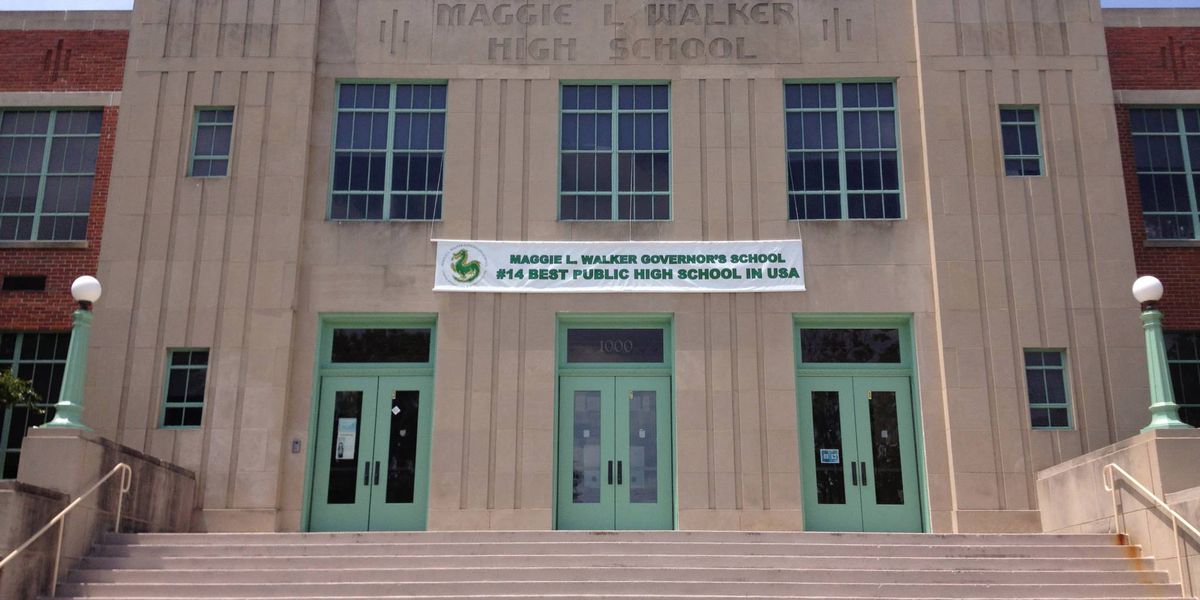 MAGGIE L WALKER
HIGH SCHOOL
MAGGIE L. WALKER GOVERNOR'S SCHOOL
#14 BEST PUBLIC HIGH SCHOOL IN USA
1000